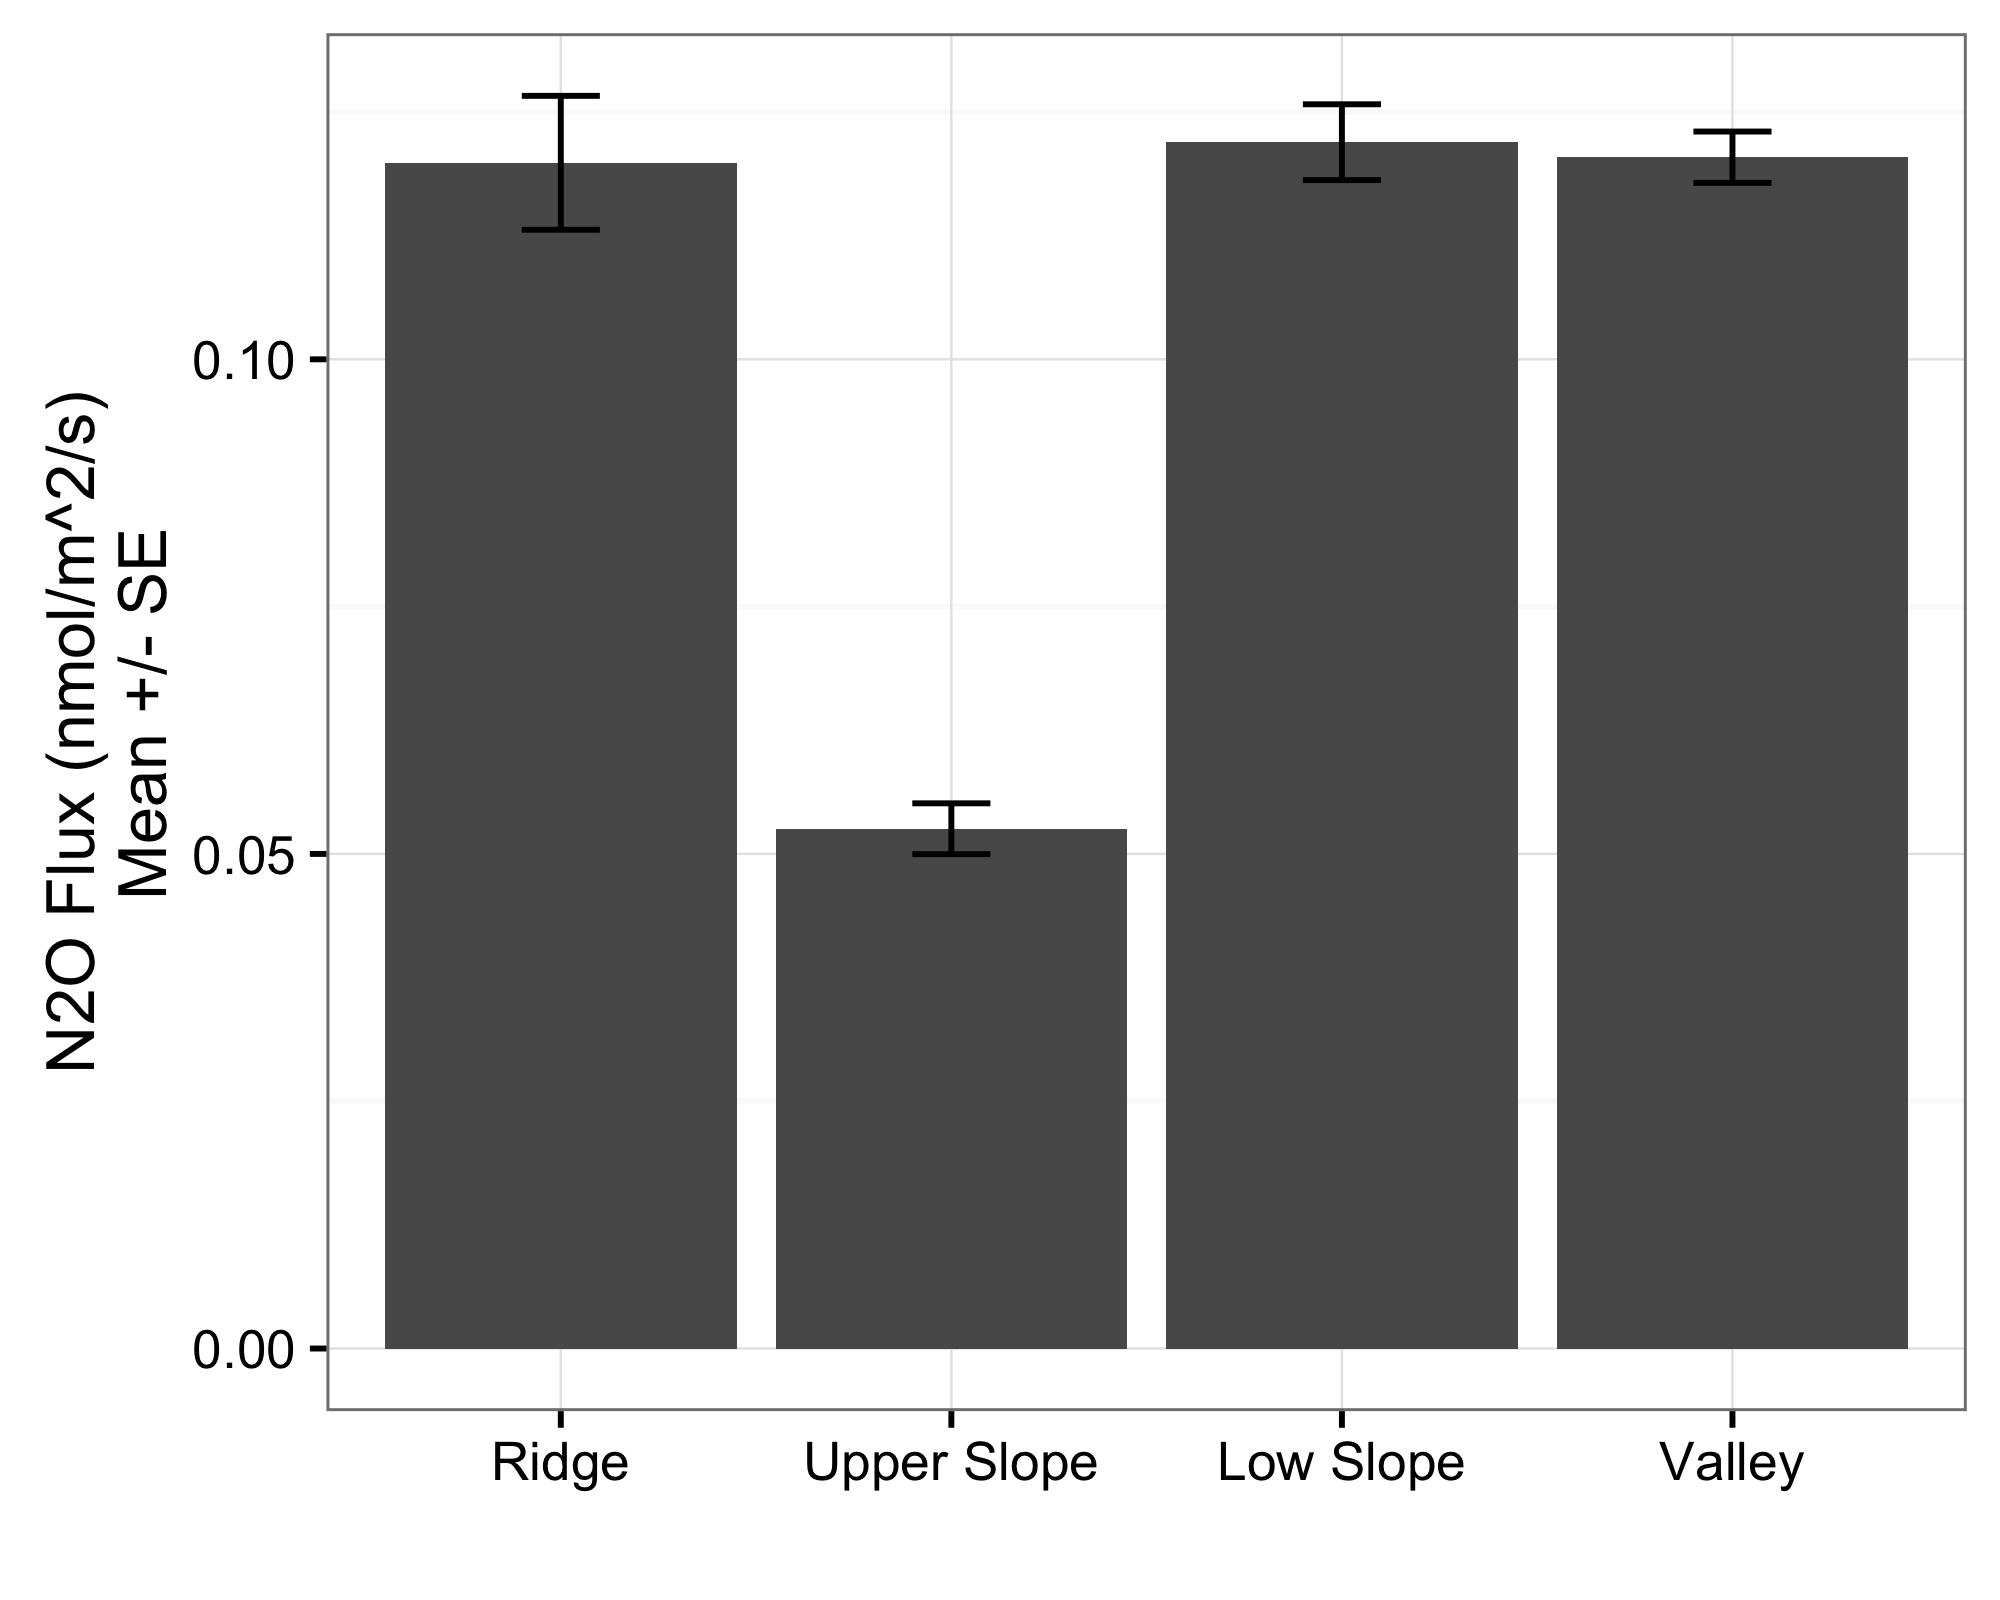 N2O Flux (nmol/m^2/s)
Mean +/- SE
0.10
0.05
0.00
Ridge
Upper Slope
Low Slope
Valley